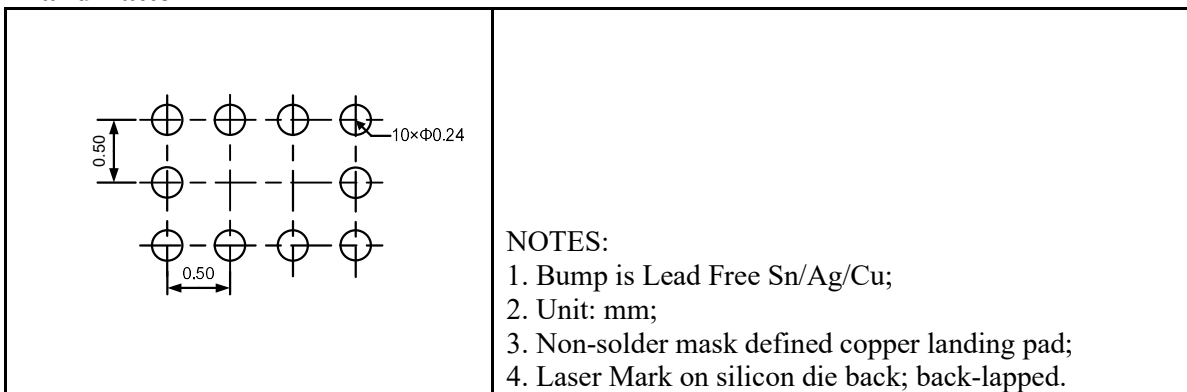 0.50
10×Φ0.24
0.50
NOTES:
1. Bump is Lead Free Sn/Ag/Cu;
2. Unit: mm;
3. Non-solder mask defined copper landing pad;
4. Laser Mark on silicon die back; back-lapped.